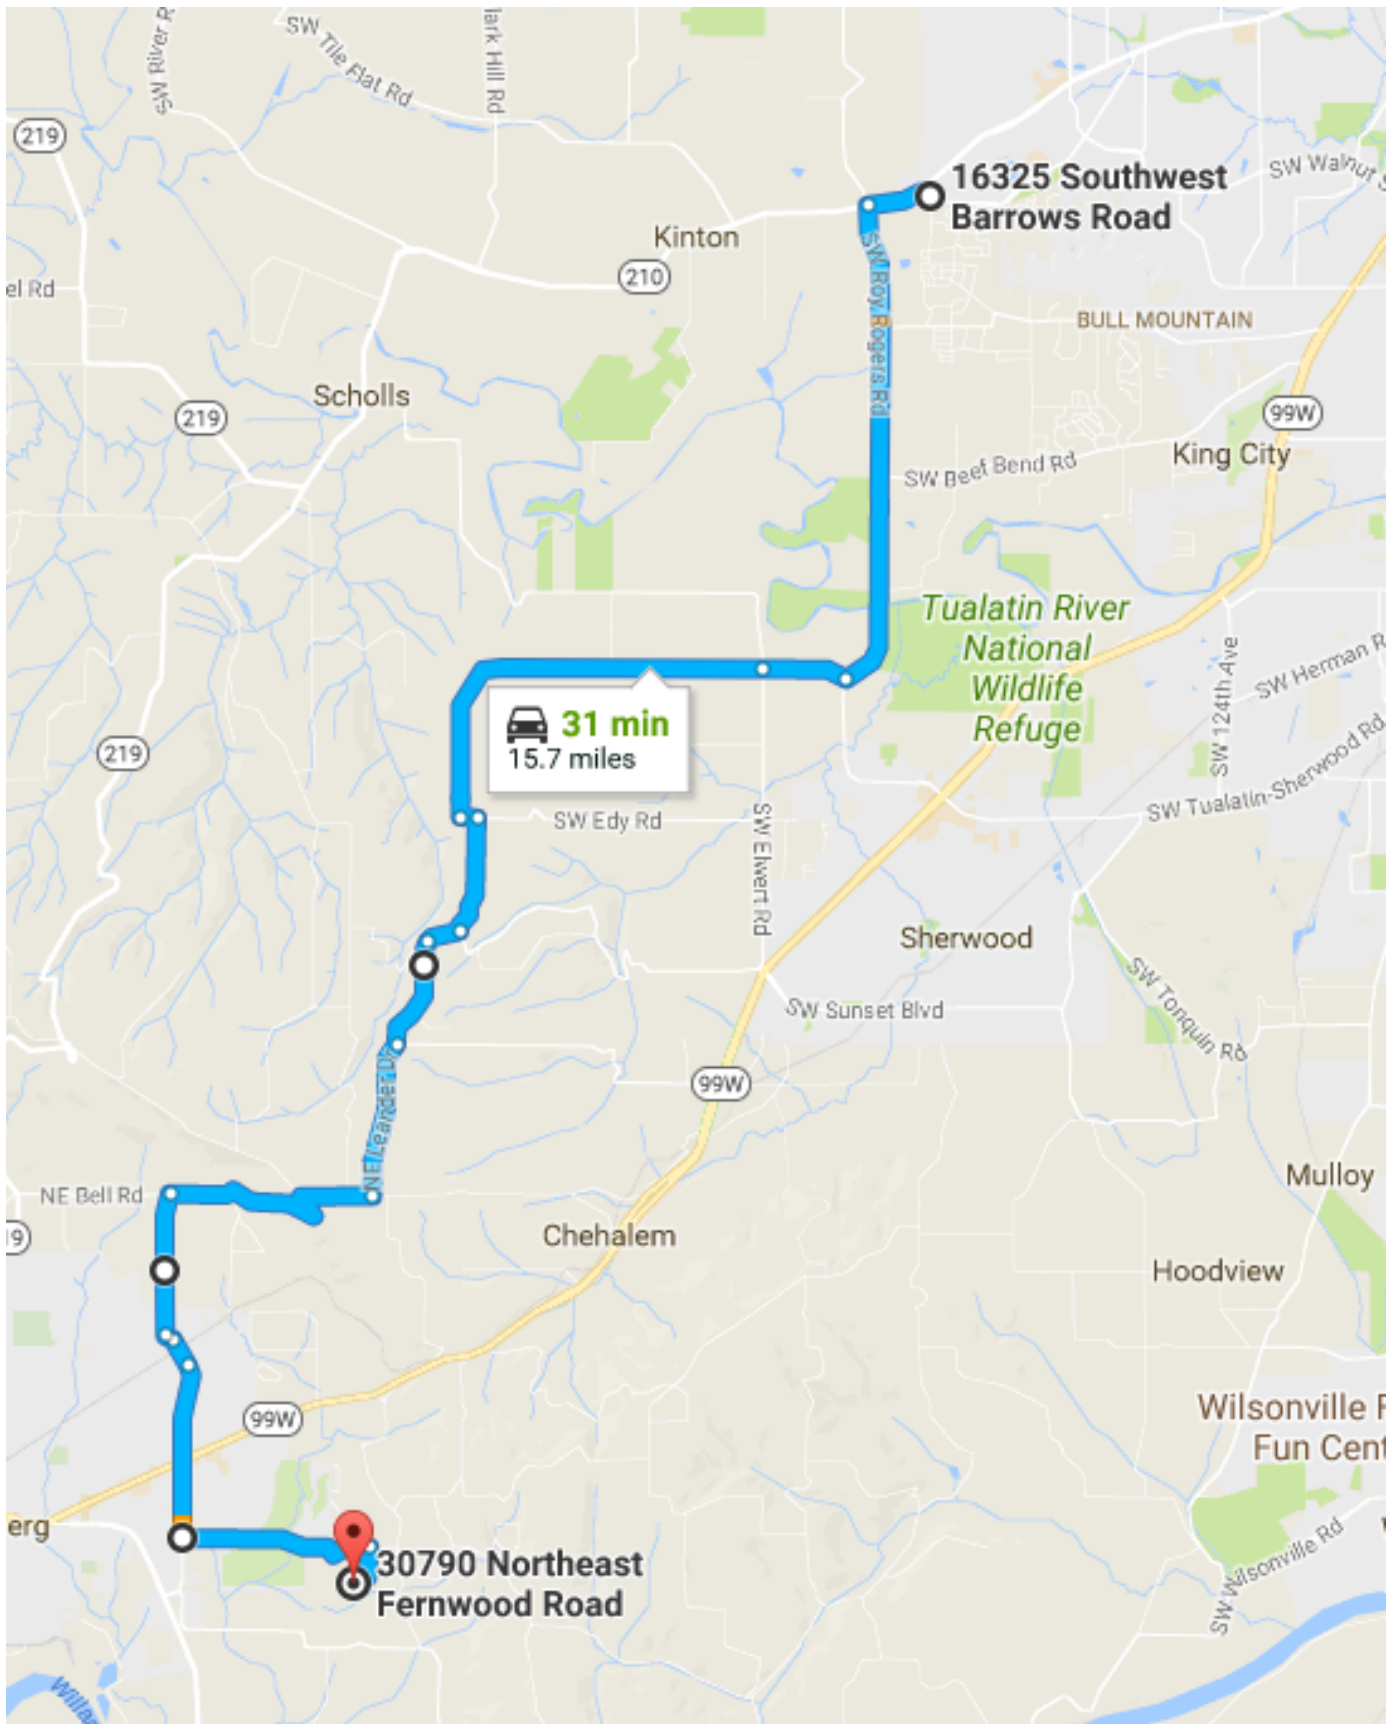 SW River R
SW Tile Flat Rd
lark Hill Rd
219
16325 Southwest
Barrows Road
SW Walnut S
Kinton
210
el Rd
SW Roy Rogers Rd
BULL MOUNTAIN
Scholls
219
99W
King City
SW Beef Bend Rd
Tualatin River
National
Wildlife
Refuge
SW 124th Ave
SW Herman R
31 min
15.7 miles
219
SW Tualatin-Sherwood Rd
SW Edy Rd
SW Elwert Rd
Sherwood
SW Tonquin Rd
SW Sunset Blvd
99W
NE Leander Dr
NE Bell Rd
Mulloy
19
Chehalem
Hoodview
99W
Wilsonville F
Fun Cent
erg
30790 Northeast
Fernwood Road
SW Wilsonville Rd
Willa